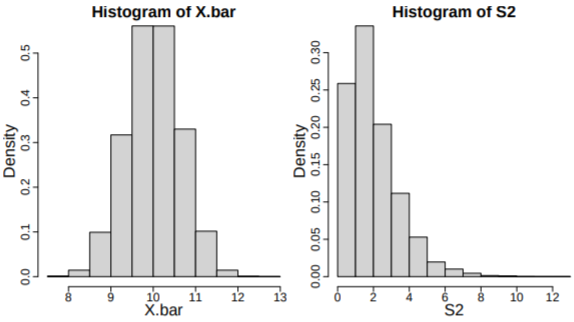 Histogram of X.bar
Density
0.0 0.1 0.2 0.3 0.4 0.5
8 9 10 11 12 13
X.bar
Histogram of S2
Density
0.00 0.05 0.10 0.15 0.20 0.25 0.30
0 2 4 6 8 10 12
S2